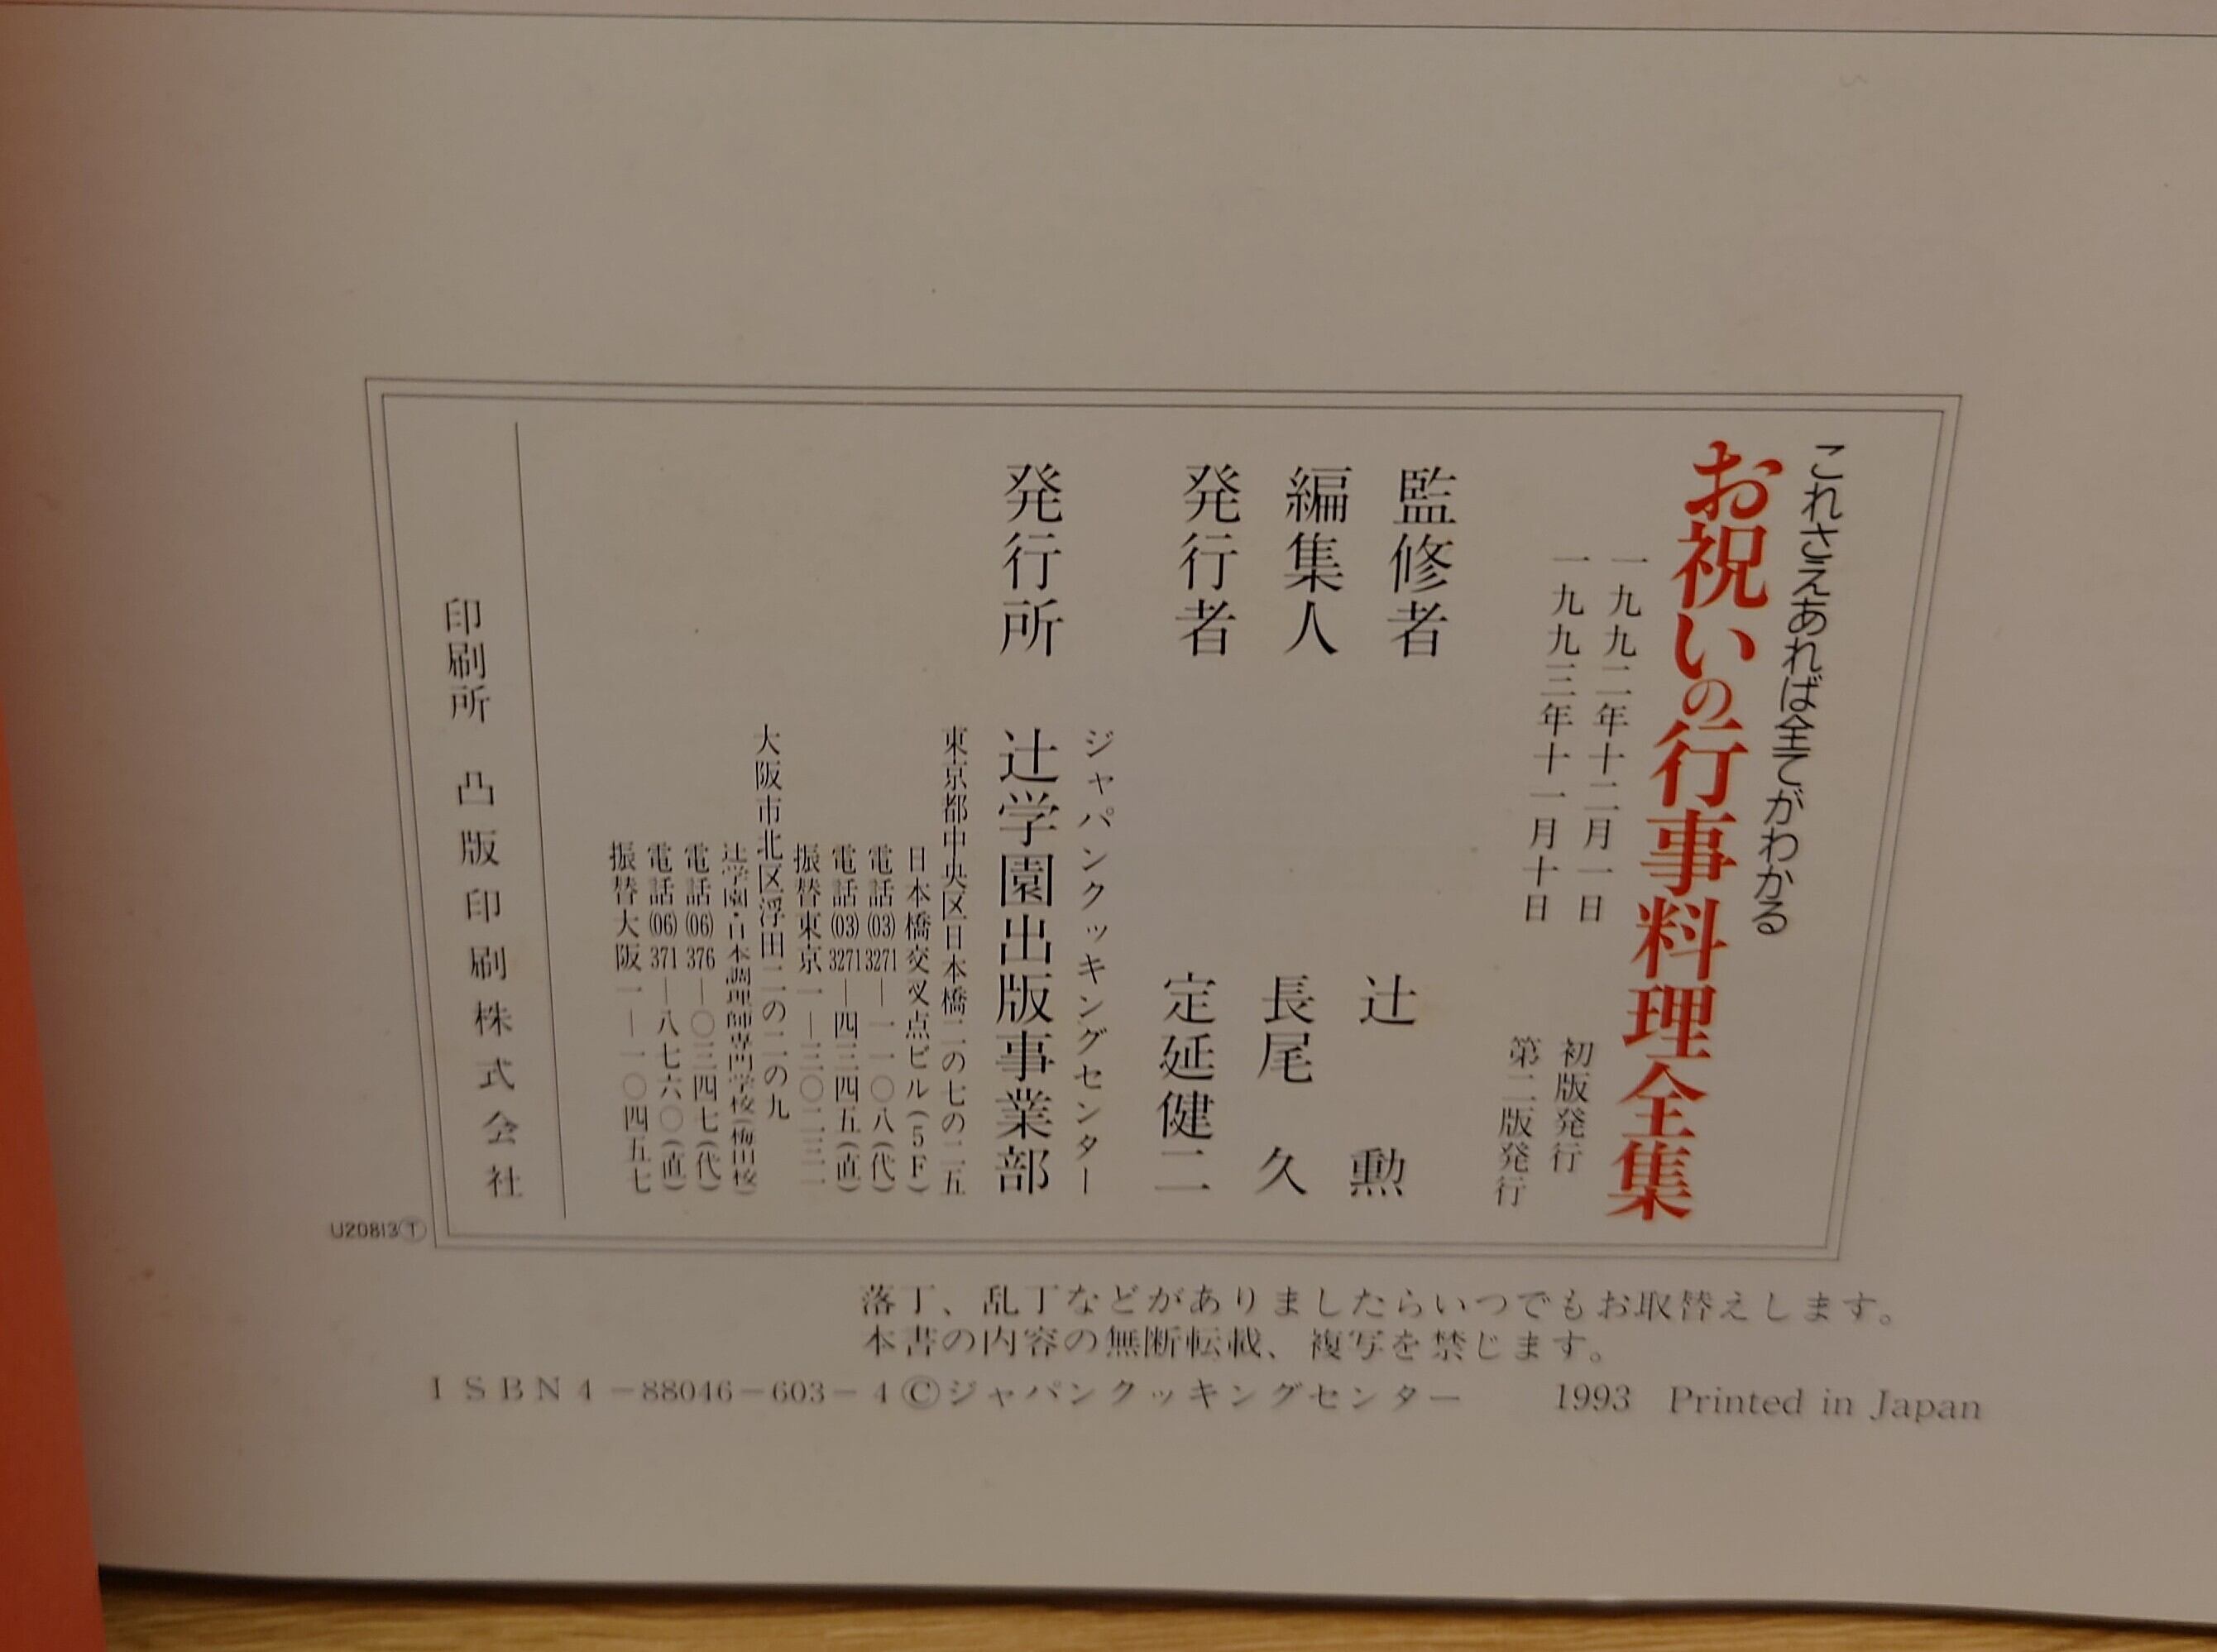 これさえあれば全てがわかる
お祝いの行事料理全集
一九九二年十二月一日 初版発行
一九九三年十一月十日 第二版発行
監修者 辻 勲
編集人 長尾 久
発行者 定延健二
ジャパンクッキングセンター
発行所 辻学園出版事業部
東京都中央区日本橋二の七の二五
日本橋交叉点ビル(5F)
電話(03)3271―一一〇八(代)
電話(03)3271―四三四五(直)
振替東京一―三〇二三一
大阪市北区浮田二の二の九
辻学園・日本調理師専門学校(梅田校)
電話(06)376―〇三四七(代)
電話(06)371―八七六〇(直)
振替大阪一―一〇四五七
印刷所 凸版印刷株式会社
U20813Ⓣ
落丁、乱丁などがありましたらいつでもお取替えします。
本書の内容の無断転載、複写を禁じます。
ISBN4-88046-603-4©ジャパンクッキングセンター 1993 Printed in Japan